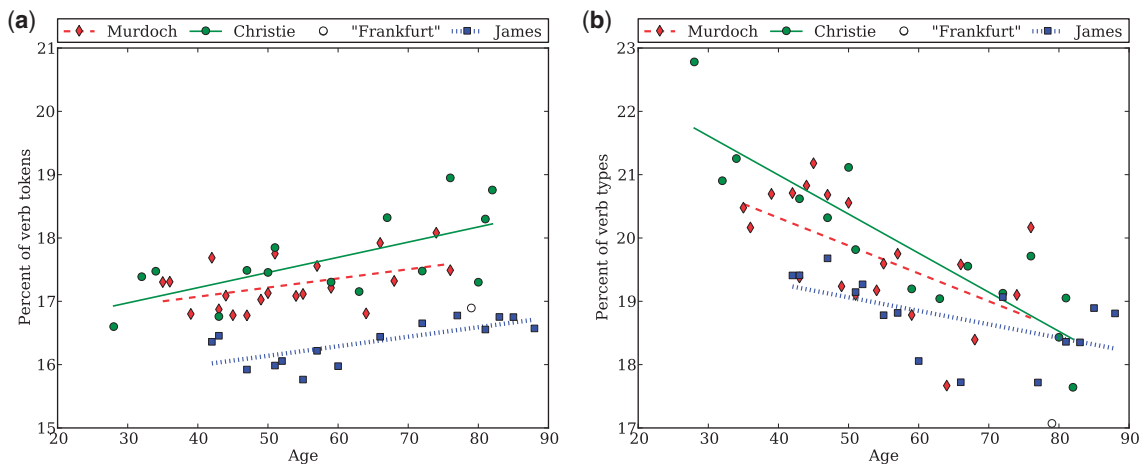 (a) Murdoch Christie "Frankfurt" James
21
20
19
18
17
16
15
Percent of verb tokens
20 30 40 50 60 70 80 90
Age
(b) Murdoch Christie "Frankfurt" James
23
22
21
20
19
18
17
Percent of verb types
20 30 40 50 60 70 80 90
Age